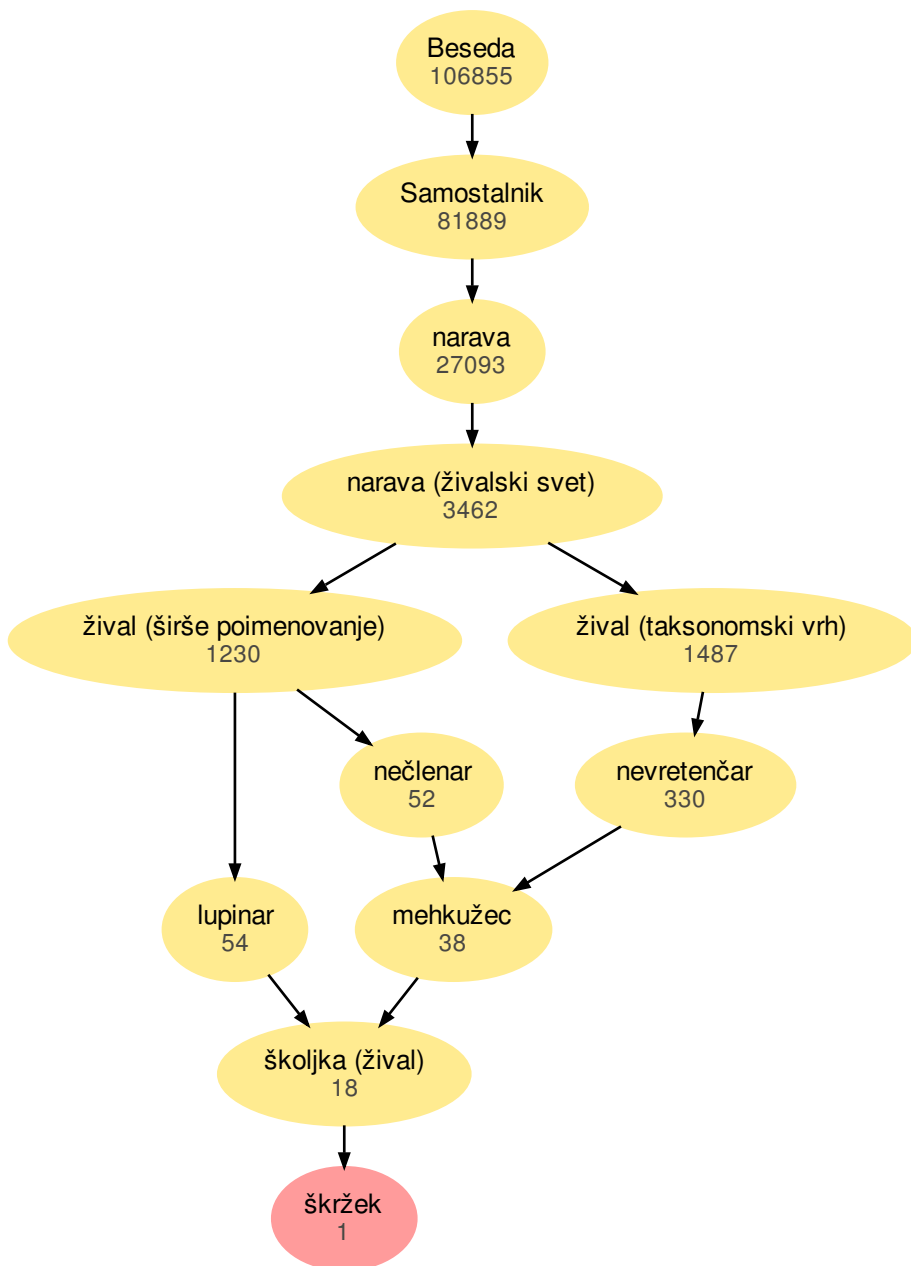 Beseda
106855
Samostalnik
81889
narava
27093
narava (živalski svet)
3462
žival (širše poimenovanje)
1230
žival (taksonomski vrh)
1487
nečlenar
52
nevretenčar
330
lupinar
54
mehkužec
38
školjka (žival)
18
škržek
1